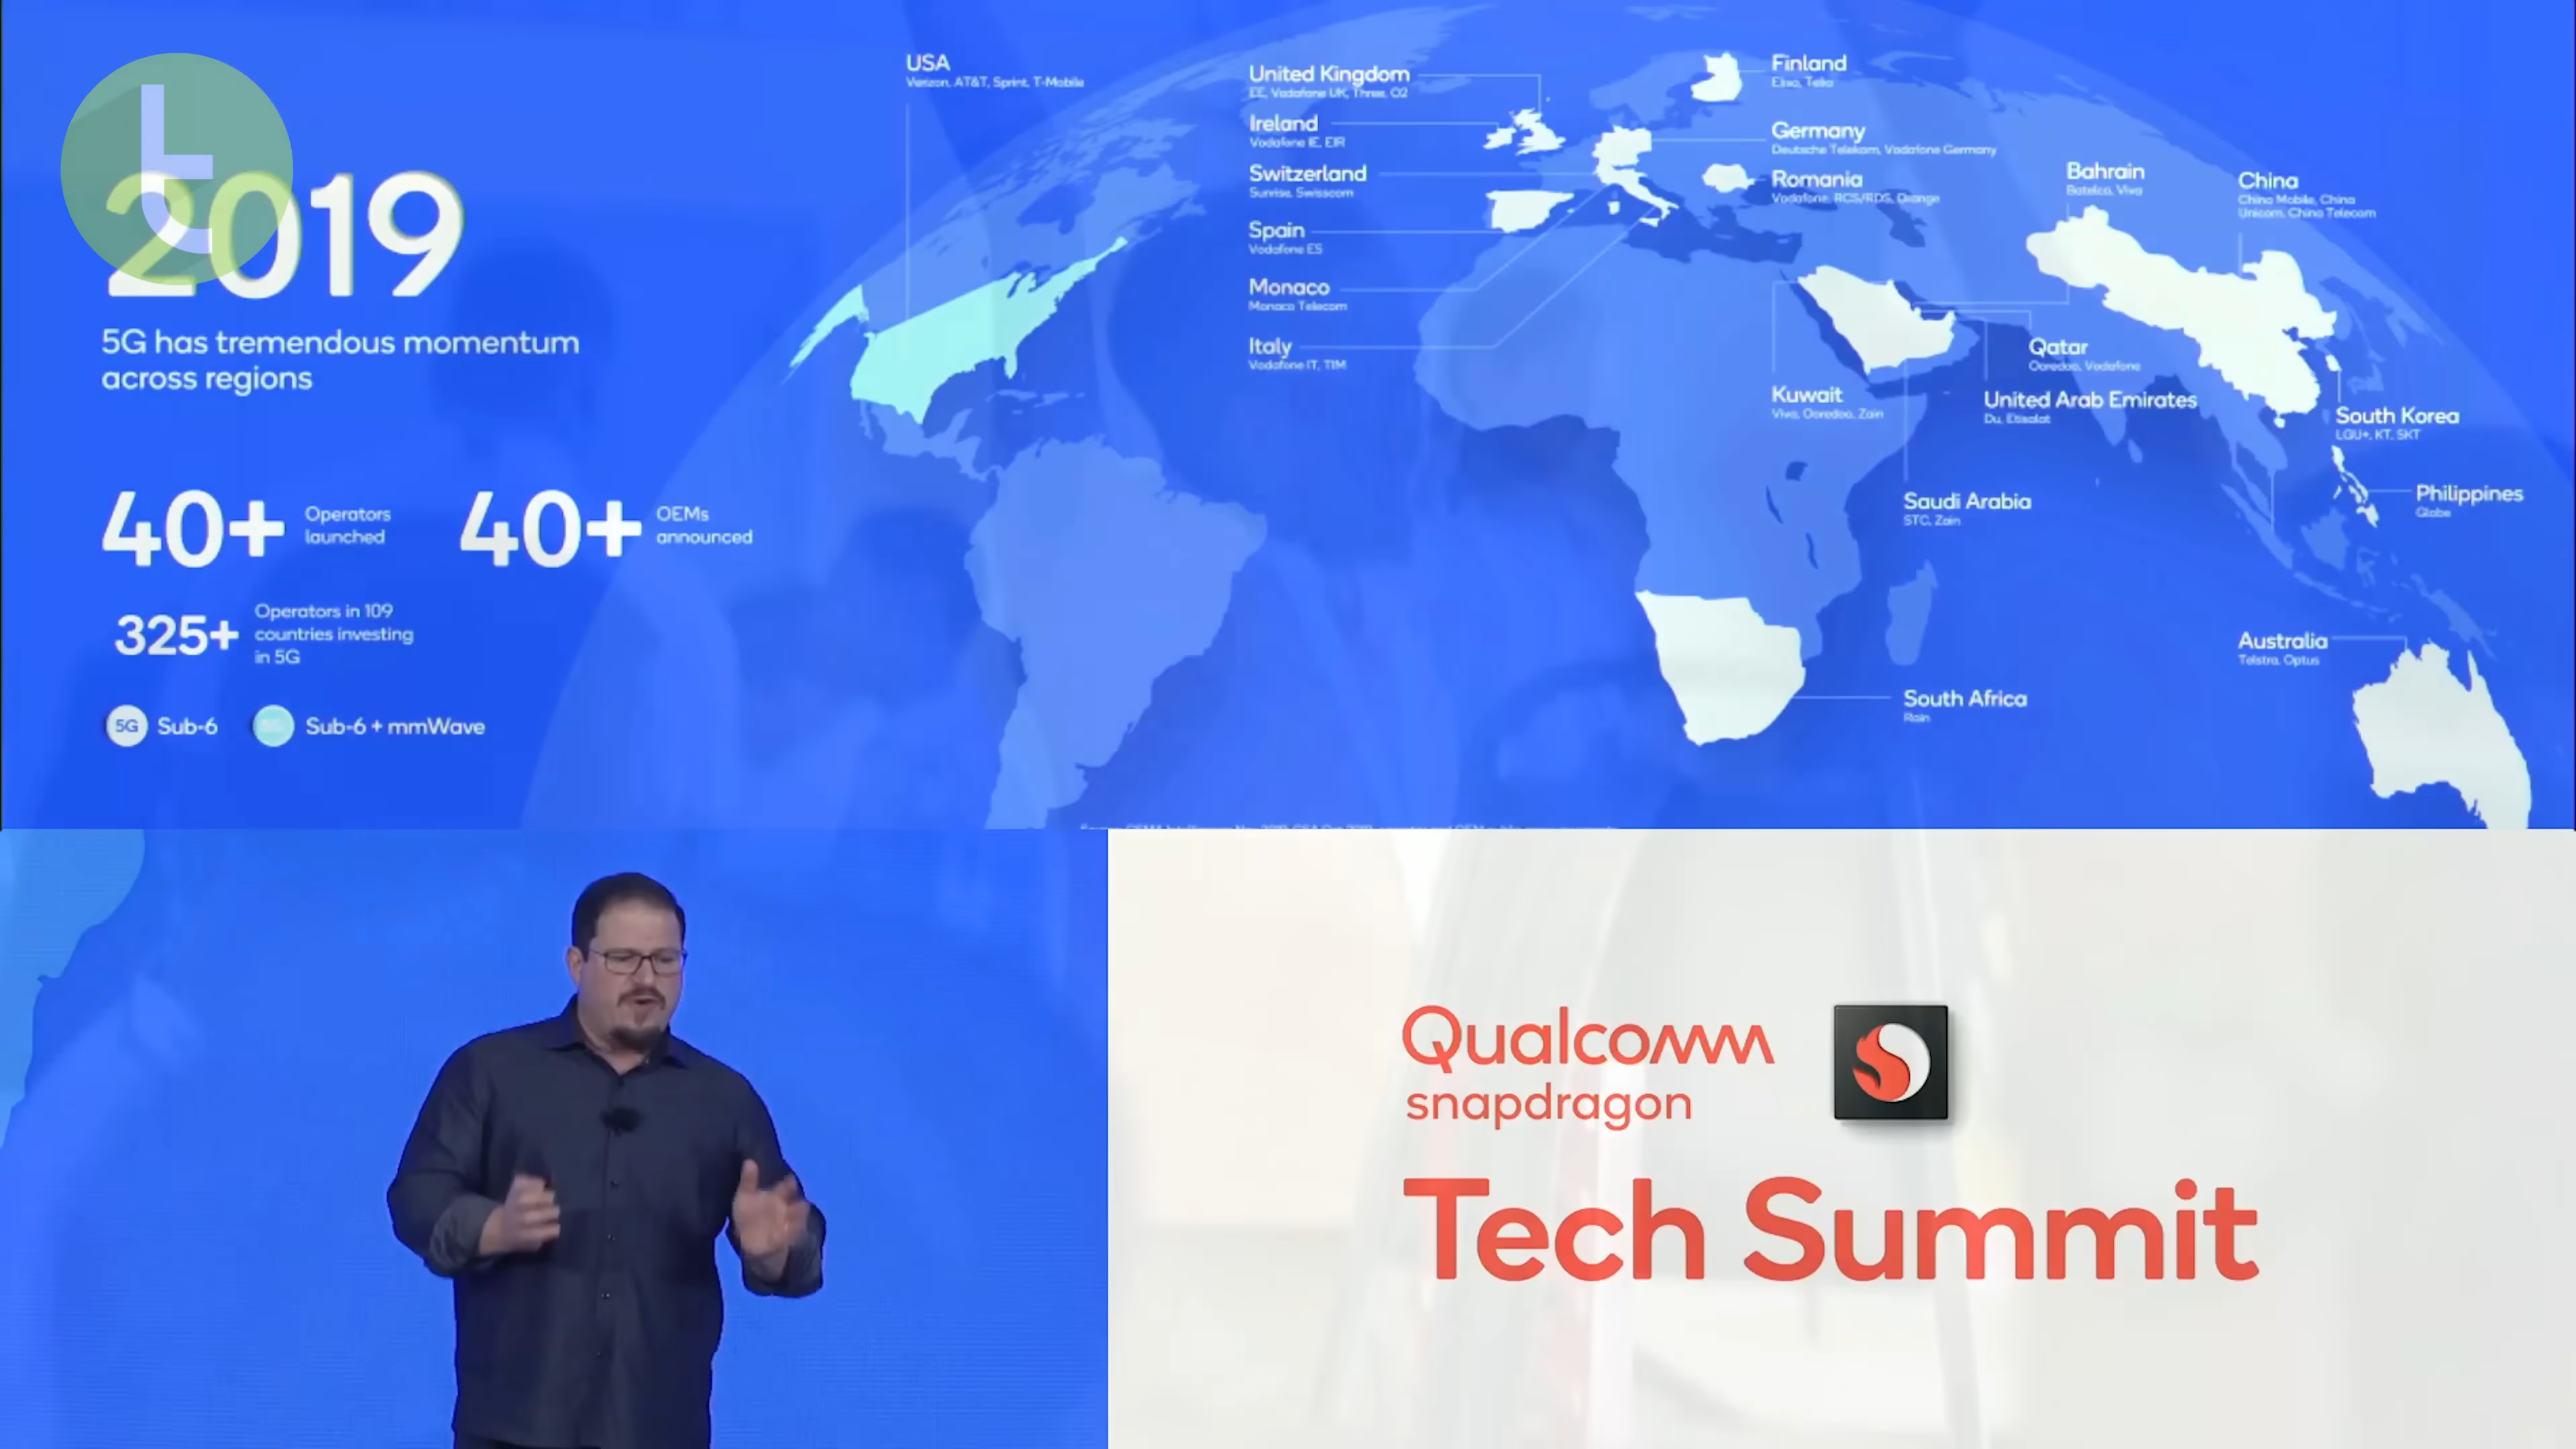 2019
5G has tremendous momentum
across regions
40+
Operators
launched
40+
OEMs
announced
325+
Operators in 109
countries investing
in 5G
5G
Sub-6
Sub-6 + mmWave
USA
Verizon, AT&T, Sprint, T-Mobile
United Kingdom
EE, Vodafone UK, Three, O2
Ireland
Vodafone IE, EIR
Switzerland
Sunrise, Swisscom
Spain
Vodafone ES
Monaco
Monaco Telecom
Italy
Vodafone IT, TIM
Finland
Elisa, Telia
Germany
Deutsche Telekom, Vodafone Germany
Romania
Vodafone, RCS/RDS, Orange
Bahrain
Batelco, Viva
China
China Mobile, China
Unicom, China Telecom
Kuwait
Viva, Ooredoo, Zain
Qatar
Ooredoo, Vodafone
United Arab Emirates
Du, Etisalat
South Korea
LGU+, KT, SKT
Saudi Arabia
STC, Zain
Philippines
Globe
South Africa
Rain
Australia
Telstra, Optus
Qualcomm
snapdragon
Tech Summit